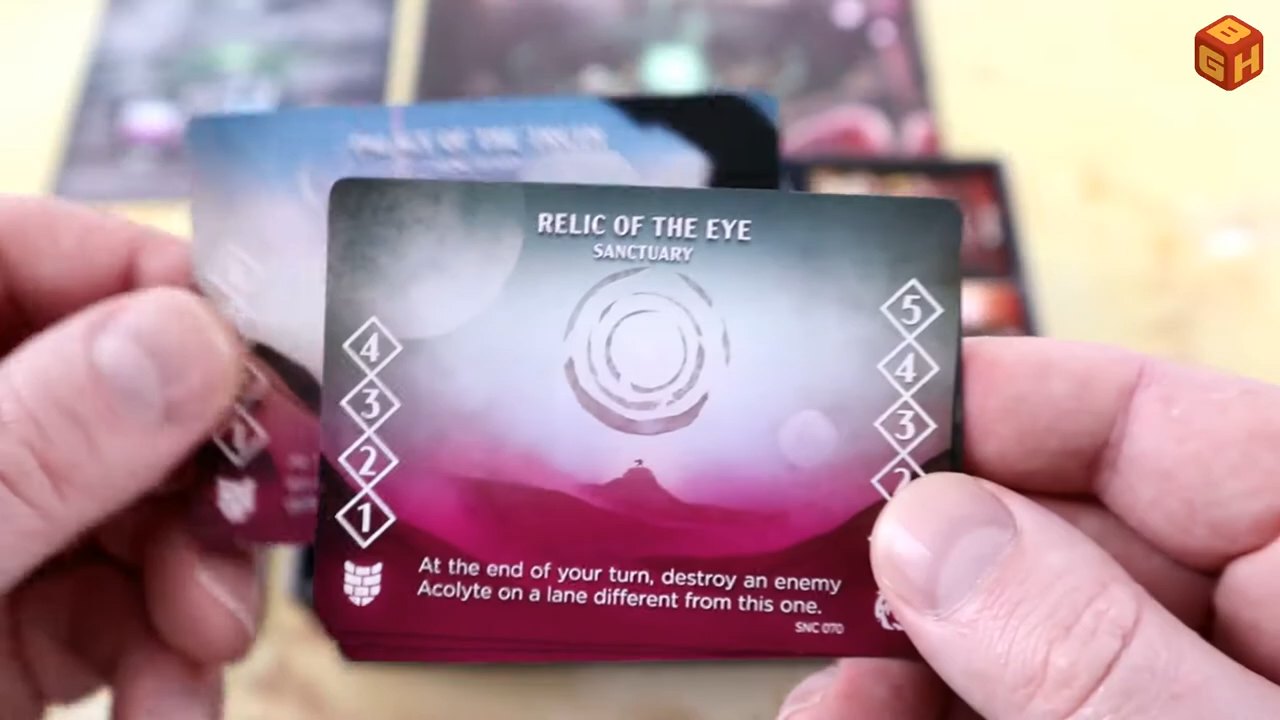 B
G H
RELIC OF THE EYE
SANCTUARY
5
4
4
3
3
2
2
1
At the end of your turn, destroy an enemy
Acolyte on a lane different from this one.
SNC 070